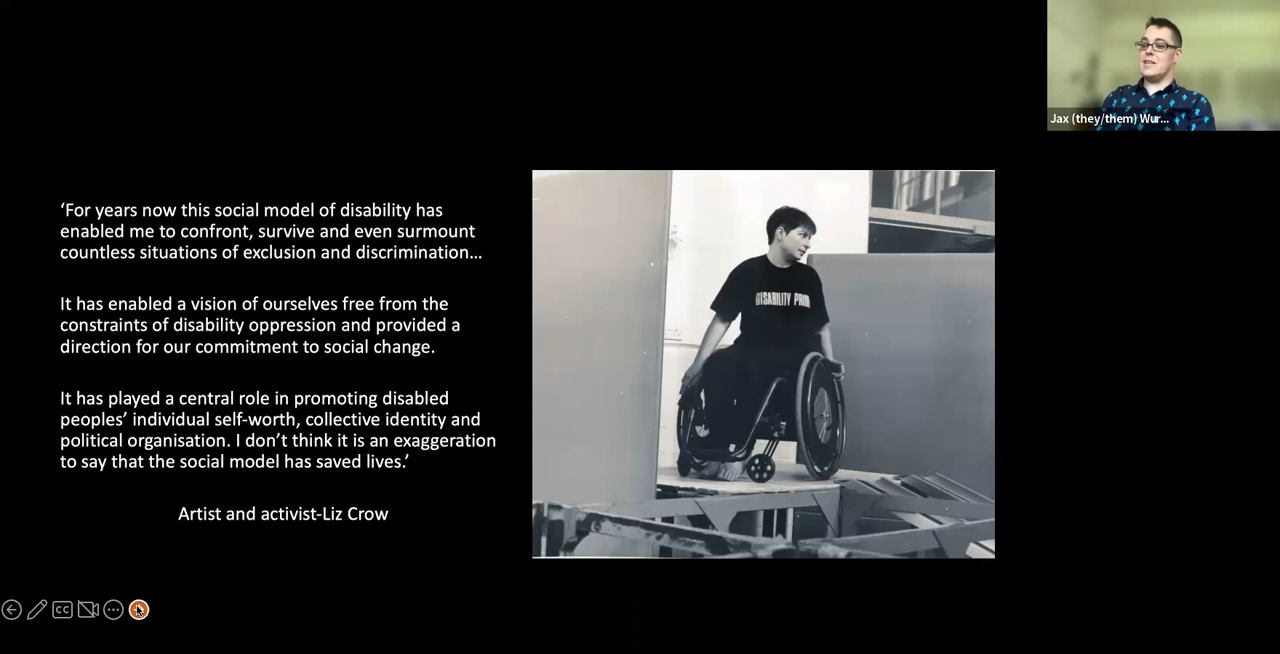 Jax (they/them) Wur...
‘For years now this social model of disability has
enabled me to confront, survive and even surmount
countless situations of exclusion and discrimination…
It has enabled a vision of ourselves free from the
constraints of disability oppression and provided a
direction for our commitment to social change.
It has played a central role in promoting disabled
peoples’ individual self-worth, collective identity and
political organisation. I don’t think it is an exaggeration
to say that the social model has saved lives.’
Artist and activist-Liz Crow
DISABILITY PRIDE
CC